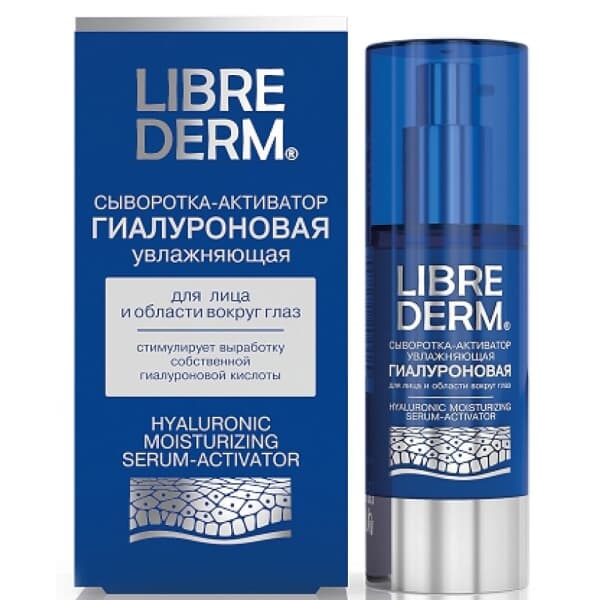 LIBRE
DERM®
СЫВОРОТКА-АКТИВАТОР
ГИАЛУРОНОВАЯ
увлажняющая
для лица
и области вокруг глаз
стимулирует выработку
собственной
гиалуроновой кислоты
HYALURONIC
MOISTURIZING
SERUM-ACTIVATOR
LIBRE
DERM®
СЫВОРОТКА-АКТИВАТОР
УВЛАЖНЯЮЩАЯ
ГИАЛУРОНОВАЯ
для лица и области вокруг глаз
HYALURONIC MOISTURIZING
SERUM-ACTIVATOR